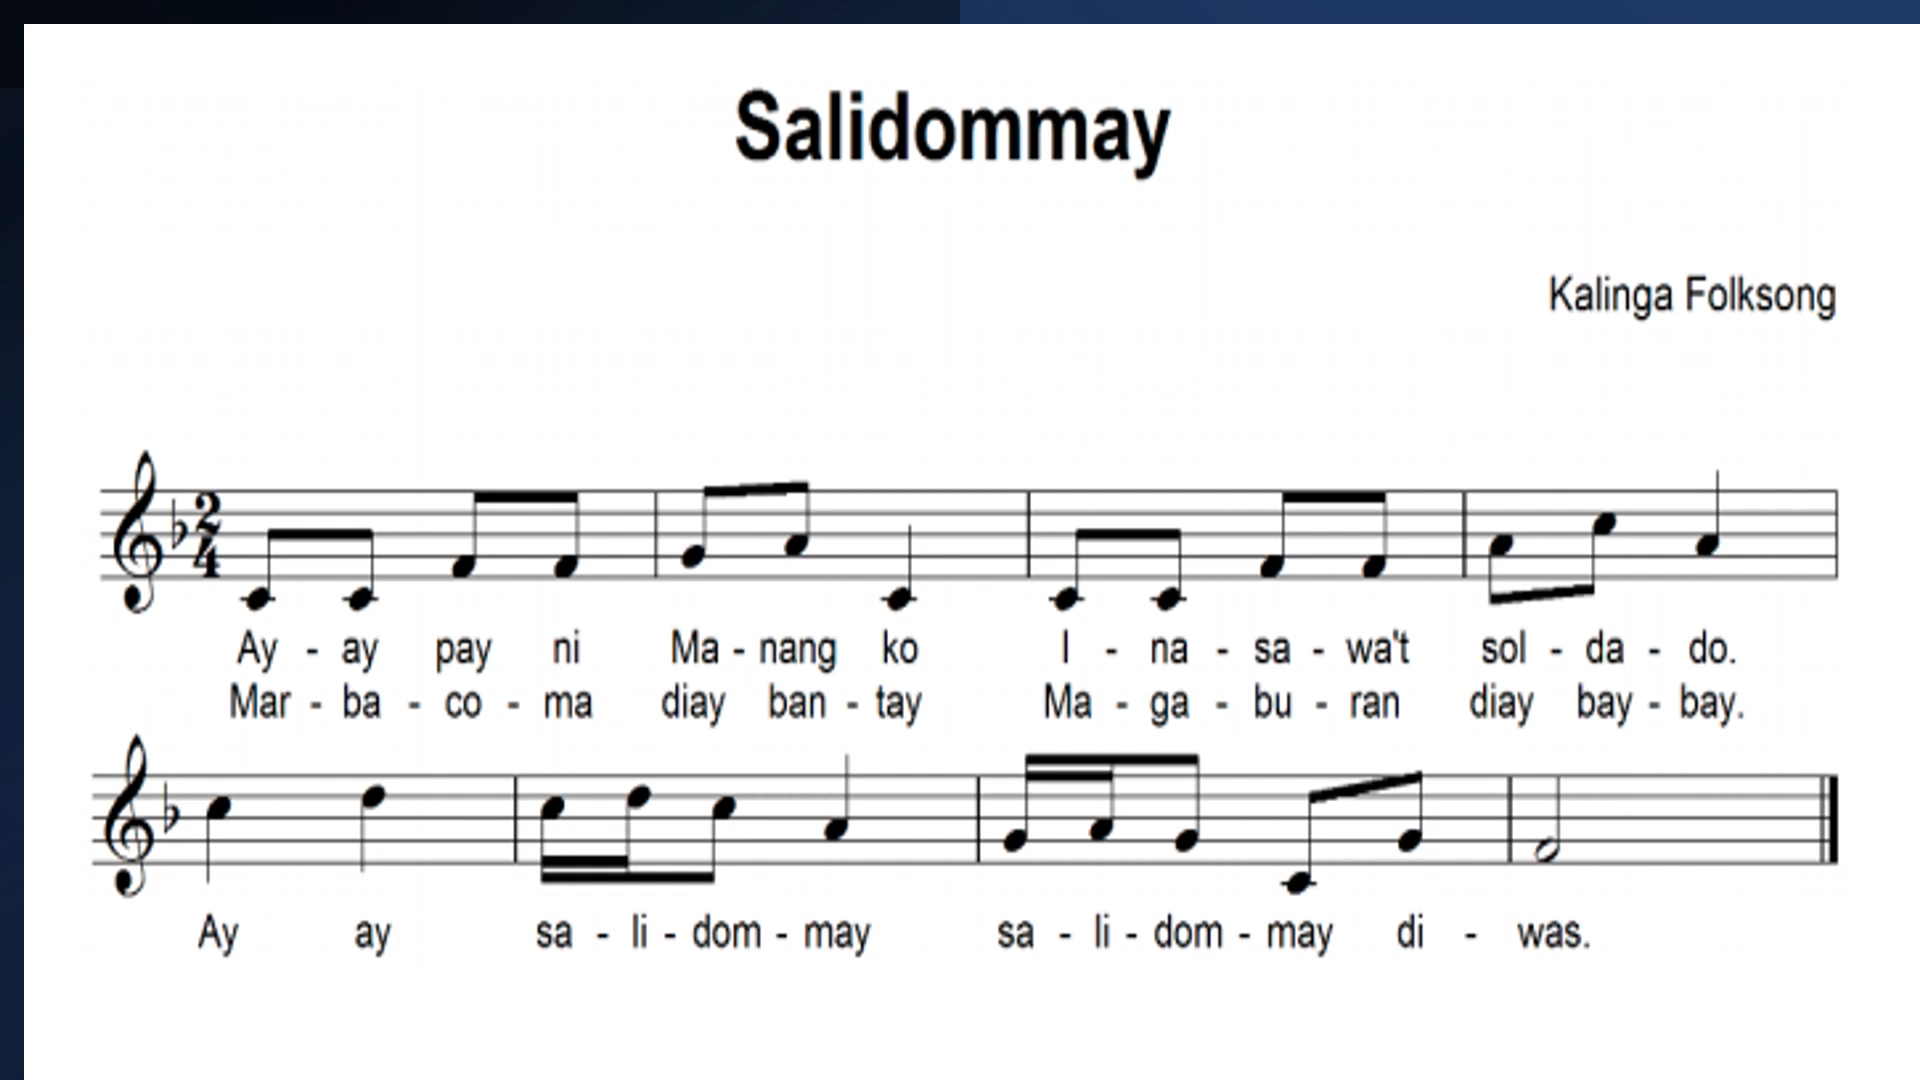 Salidommay
Kalinga Folksong
2
4
Ay - ay pay ni Ma - nang ko I - na - sa - wa't sol - da - do.
Mar - ba - co - ma diay ban - tay Ma - ga - bu - ran diay bay - bay.
Ay ay sa - li - dom - may sa - li - dom - may di - was.